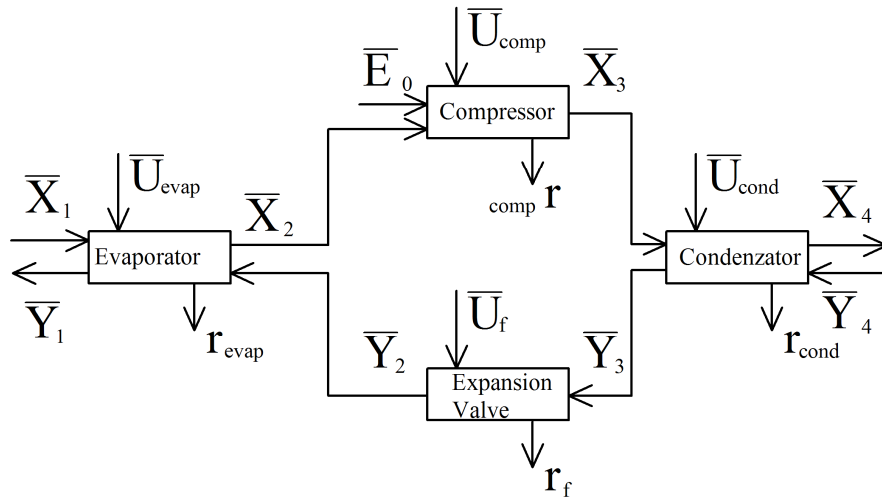 U̅comp
E̅0
X̅3
Compressor
comp r
U̅evap
U̅cond
X̅1
X̅2
X̅4
Evaporator
Condenzator
Y̅1
revap
U̅f
Y̅2
Y̅3
Y̅4
rcond
Expansion
Valve
rf